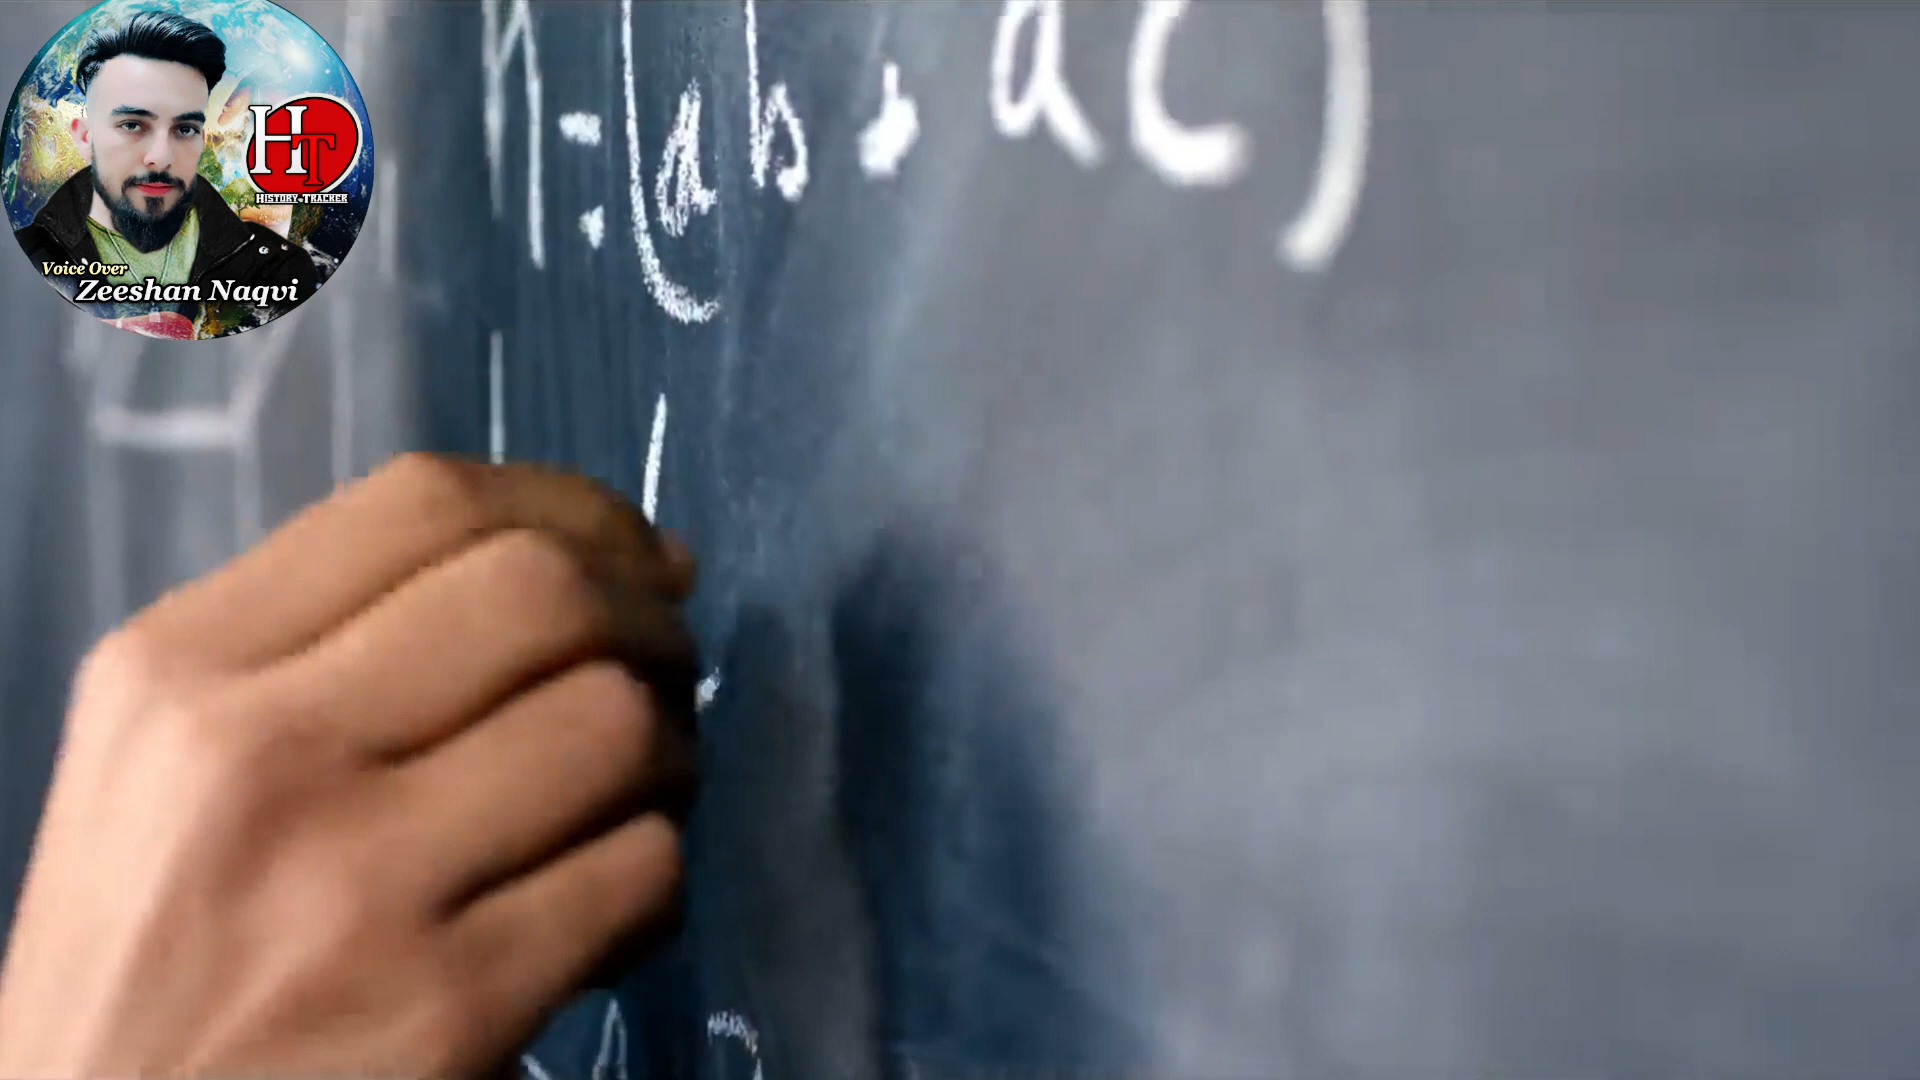 HT
HISTORY-TRACKER
Voice Over
Zeeshan Naqvi
: (ab, ac)